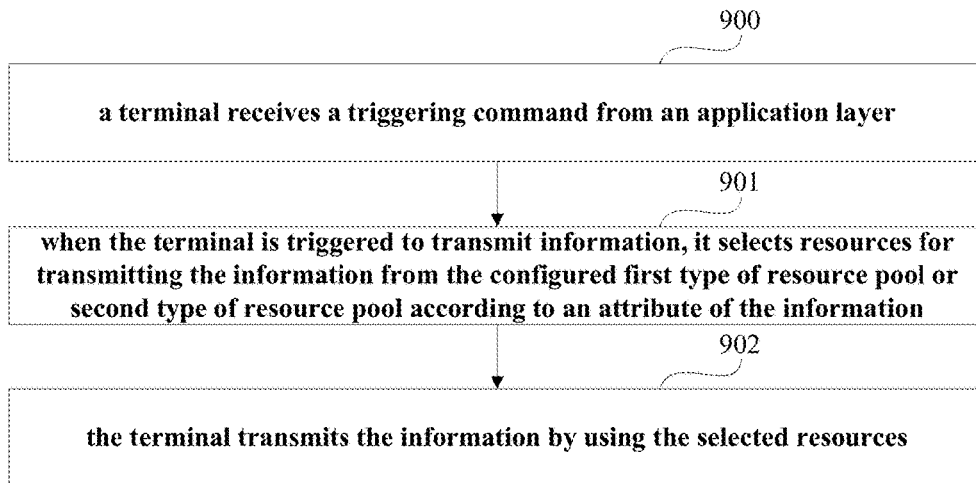 900
a terminal receives a triggering command from an application layer
901
when the terminal is triggered to transmit information, it selects resources for
transmitting the information from the configured first type of resource pool or
second type of resource pool according to an attribute of the information
902
the terminal transmits the information by using the selected resources